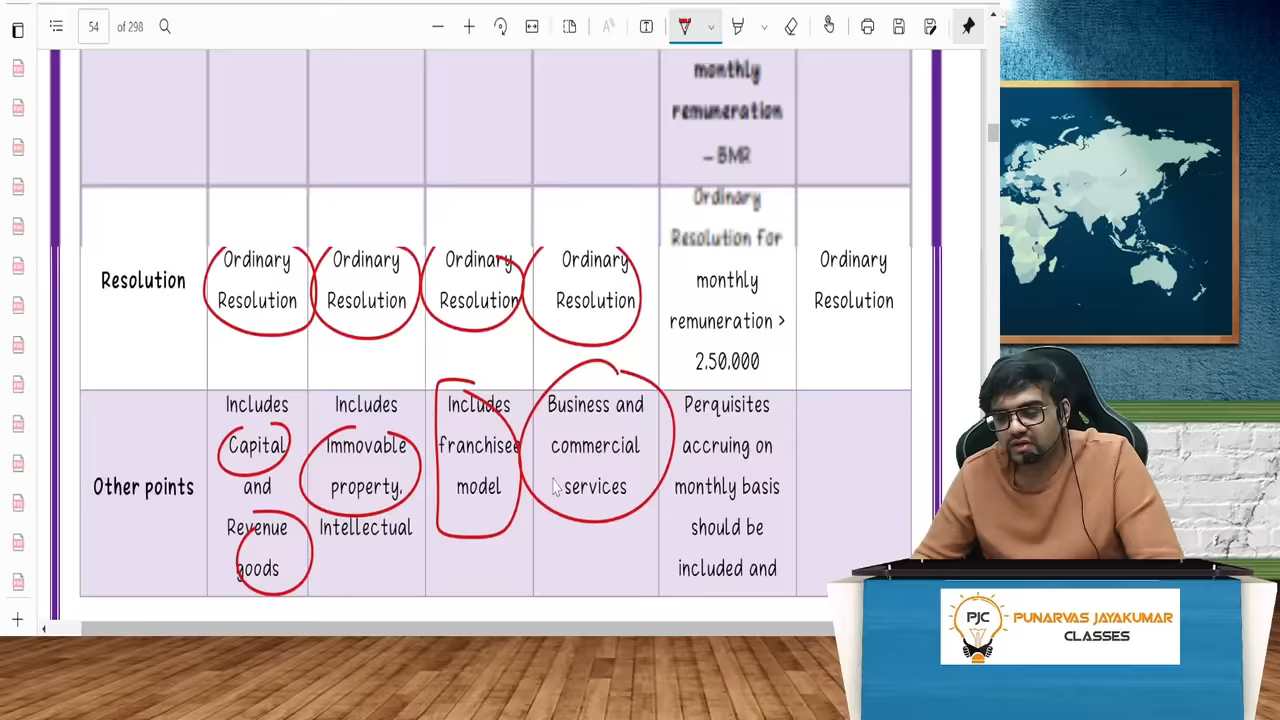 54 of 298
monthly
remuneration
– BMR
Resolution
Ordinary
Resolution
Ordinary
Resolution
Ordinary
Resolution
Ordinary
Resolution
Ordinary
Resolution for
monthly
remuneration >
2,50,000
Ordinary
Resolution
Other points
Includes
Capital
and
Revenue
goods
Includes
Immovable
property,
Intellectual
Includes
franchisee
model
Business and
commercial
services
Perquisites
accruing on
monthly basis
should be
included and
PJC
PUNARVAS JAYAKUMAR
CLASSES